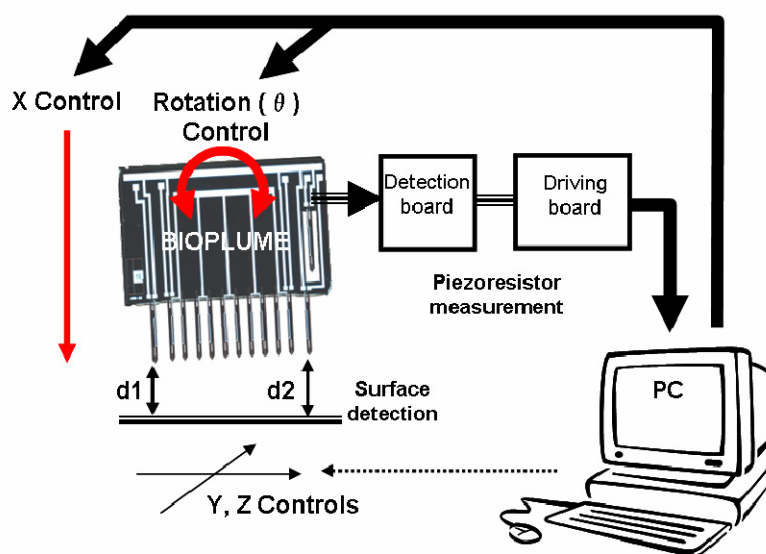 X Control
Rotation ( θ )
Control
BIOPLUME
Detection
board
Driving
board
Piezoresistor
measurement
d1
d2
Surface
detection
PC
Y, Z Controls